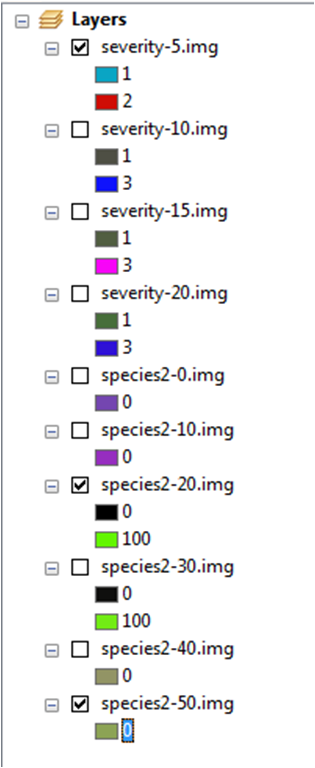 Layers
severity-5.img
1
2
severity-10.img
1
3
severity-15.img
1
3
severity-20.img
1
3
species2-0.img
0
species2-10.img
0
species2-20.img
0
100
species2-30.img
0
100
species2-40.img
0
species2-50.img
0